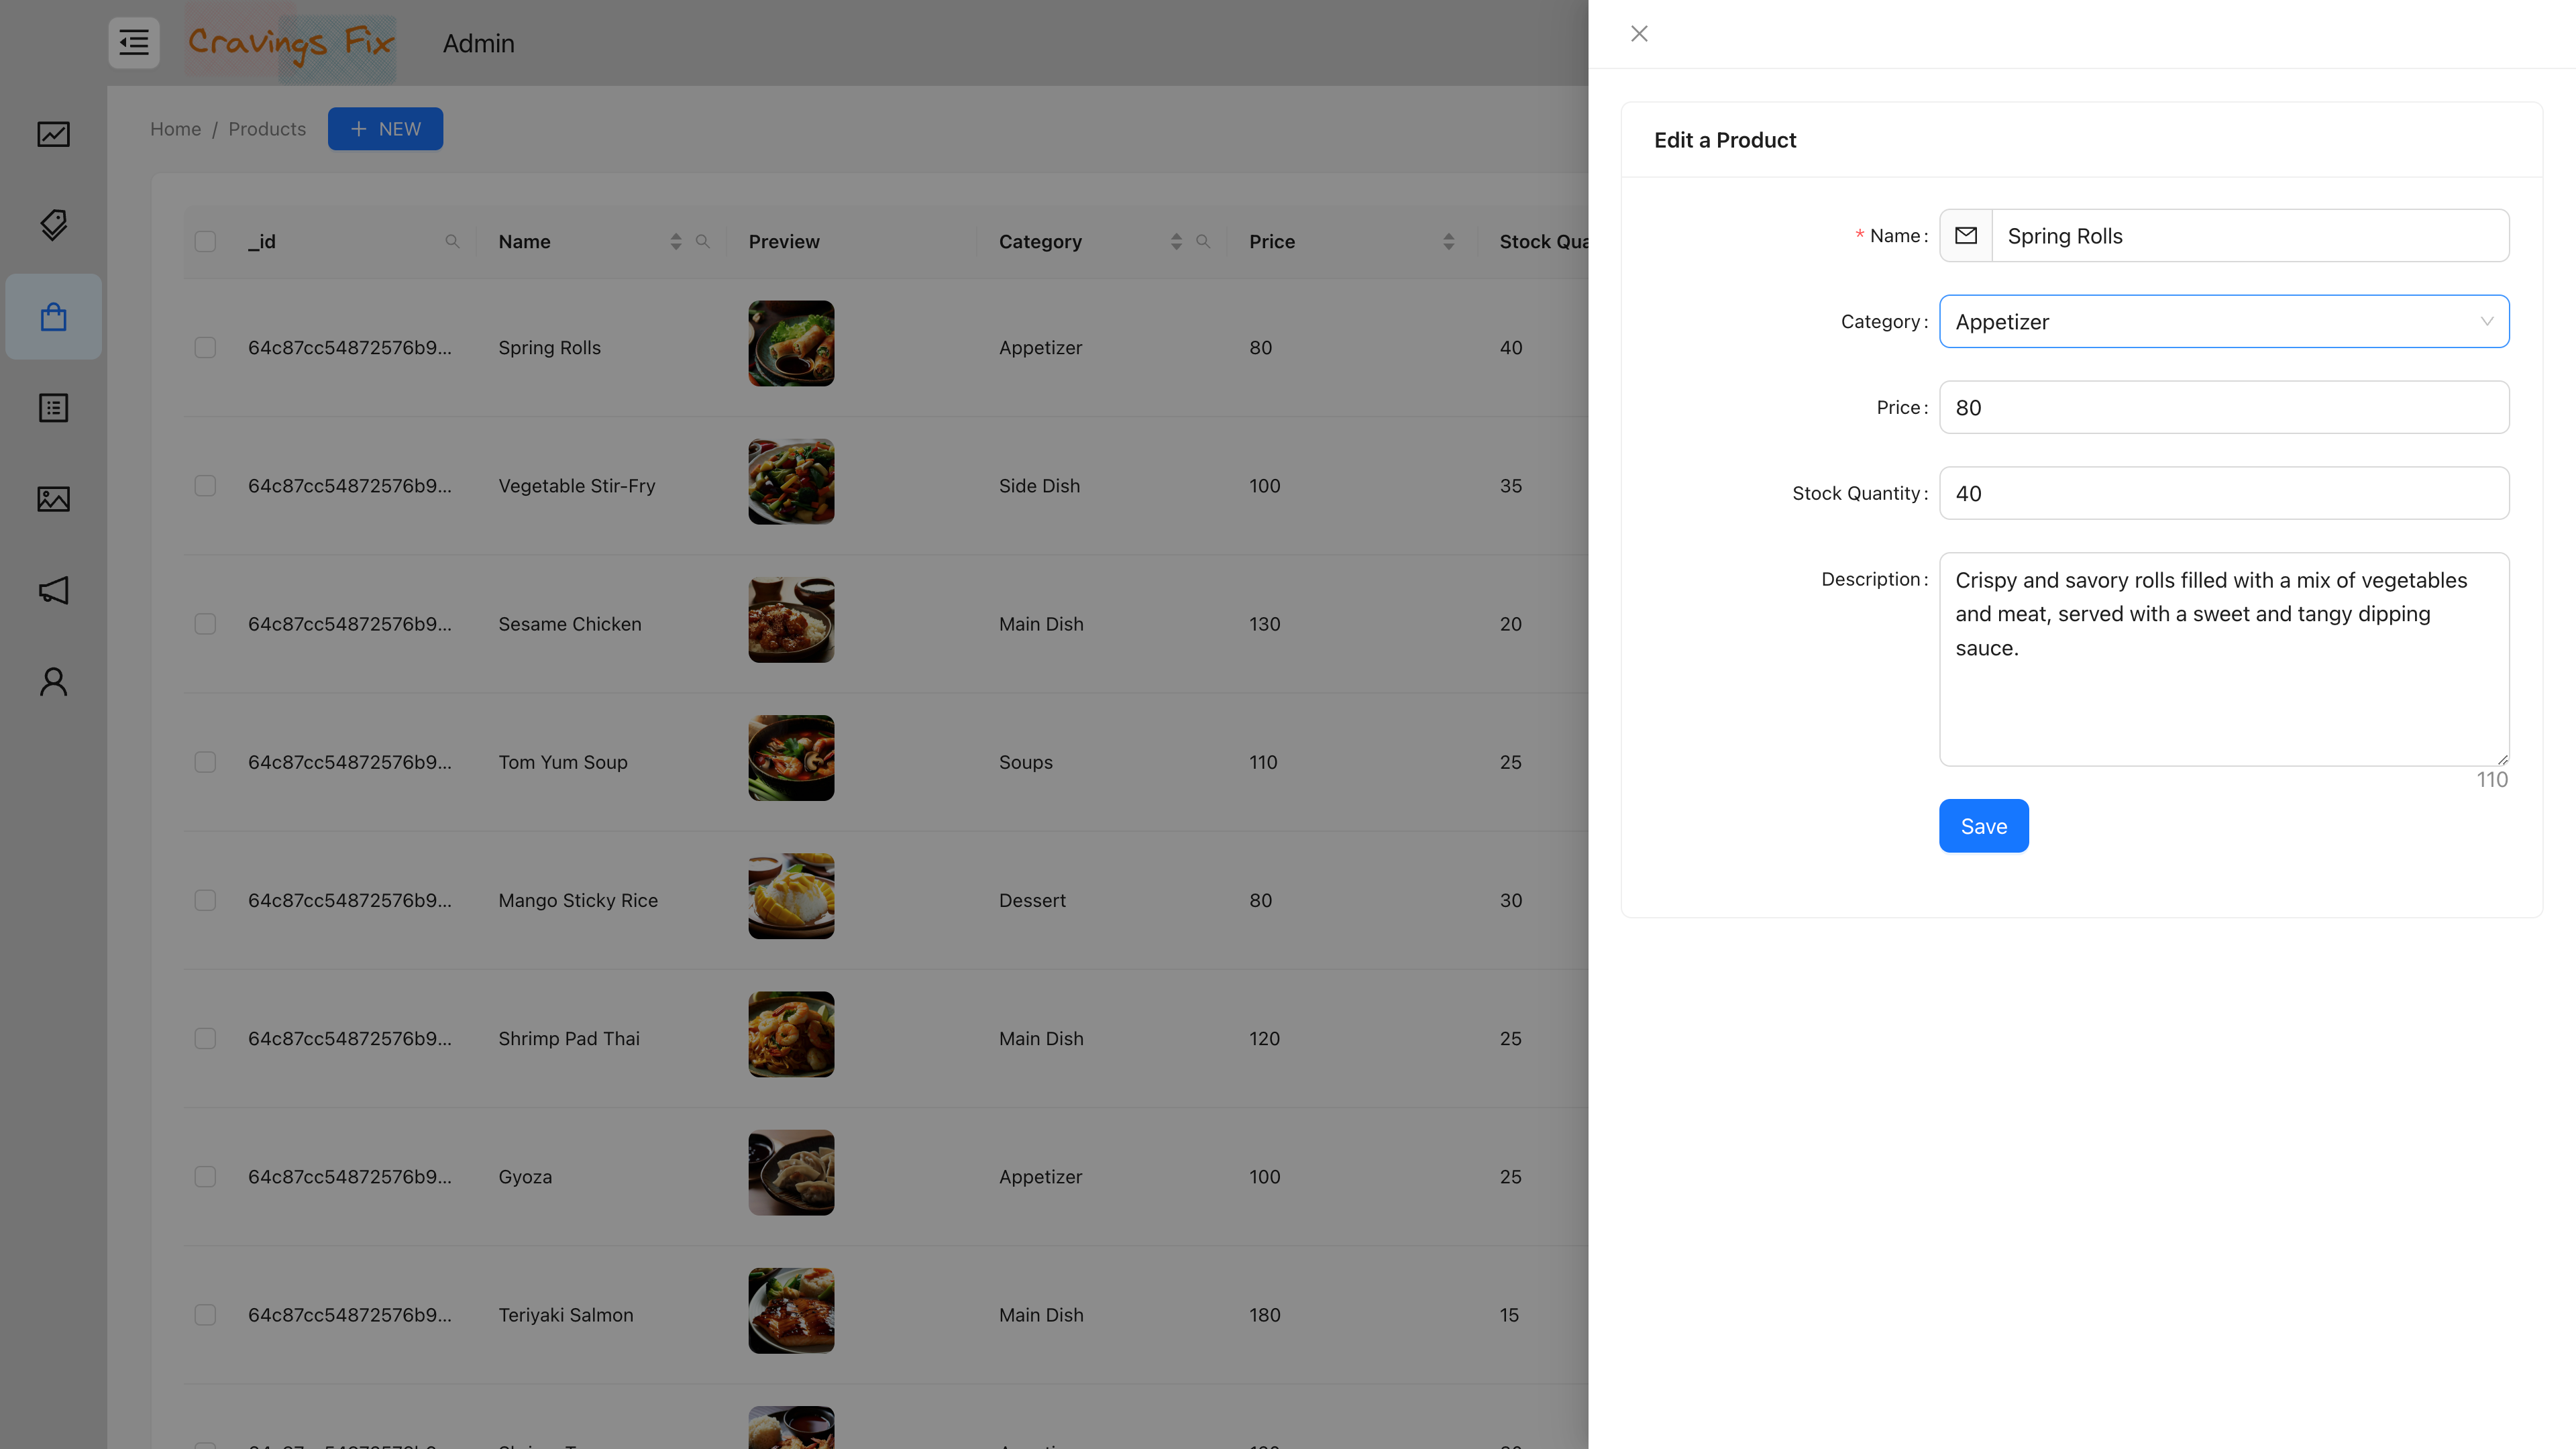 Cravings Fix
Admin
Home / Products
NEW
_id Name Preview Category Price Stock Qua
64c87cc54872576b9... Spring Rolls Appetizer 80 40
64c87cc54872576b9... Vegetable Stir-Fry Side Dish 100 35
64c87cc54872576b9... Sesame Chicken Main Dish 130 20
64c87cc54872576b9... Tom Yum Soup Soups 110 25
64c87cc54872576b9... Mango Sticky Rice Dessert 80 30
64c87cc54872576b9... Shrimp Pad Thai Main Dish 120 25
64c87cc54872576b9... Gyoza Appetizer 100 25
64c87cc54872576b9... Teriyaki Salmon Main Dish 180 15
Edit a Product
* Name: Spring Rolls
Category: Appetizer
Price: 80
Stock Quantity: 40
Description: Crispy and savory rolls filled with a mix of vegetables
and meat, served with a sweet and tangy dipping
sauce.
110
Save